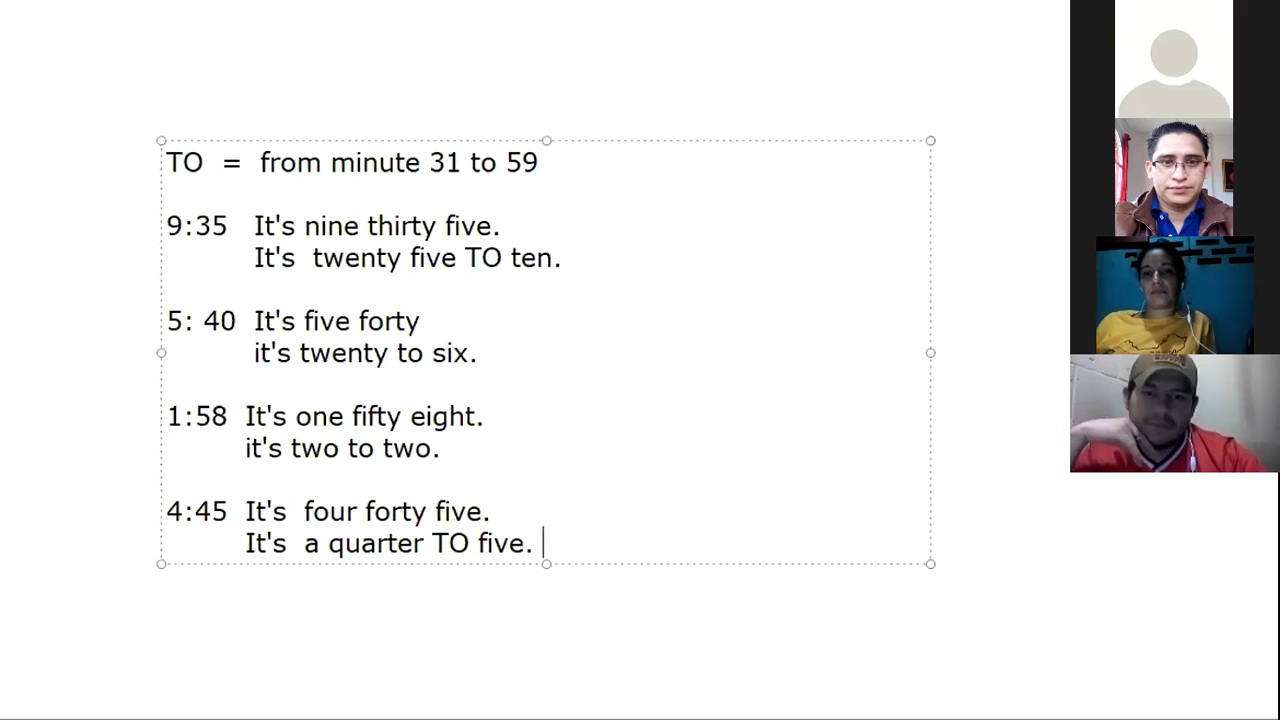 TO = from minute 31 to 59
9:35 It's nine thirty five.
It's twenty five TO ten.
5: 40 It's five forty
it's twenty to six.
1:58 It's one fifty eight.
it's two to two.
4:45 It's four forty five.
It's a quarter TO five.